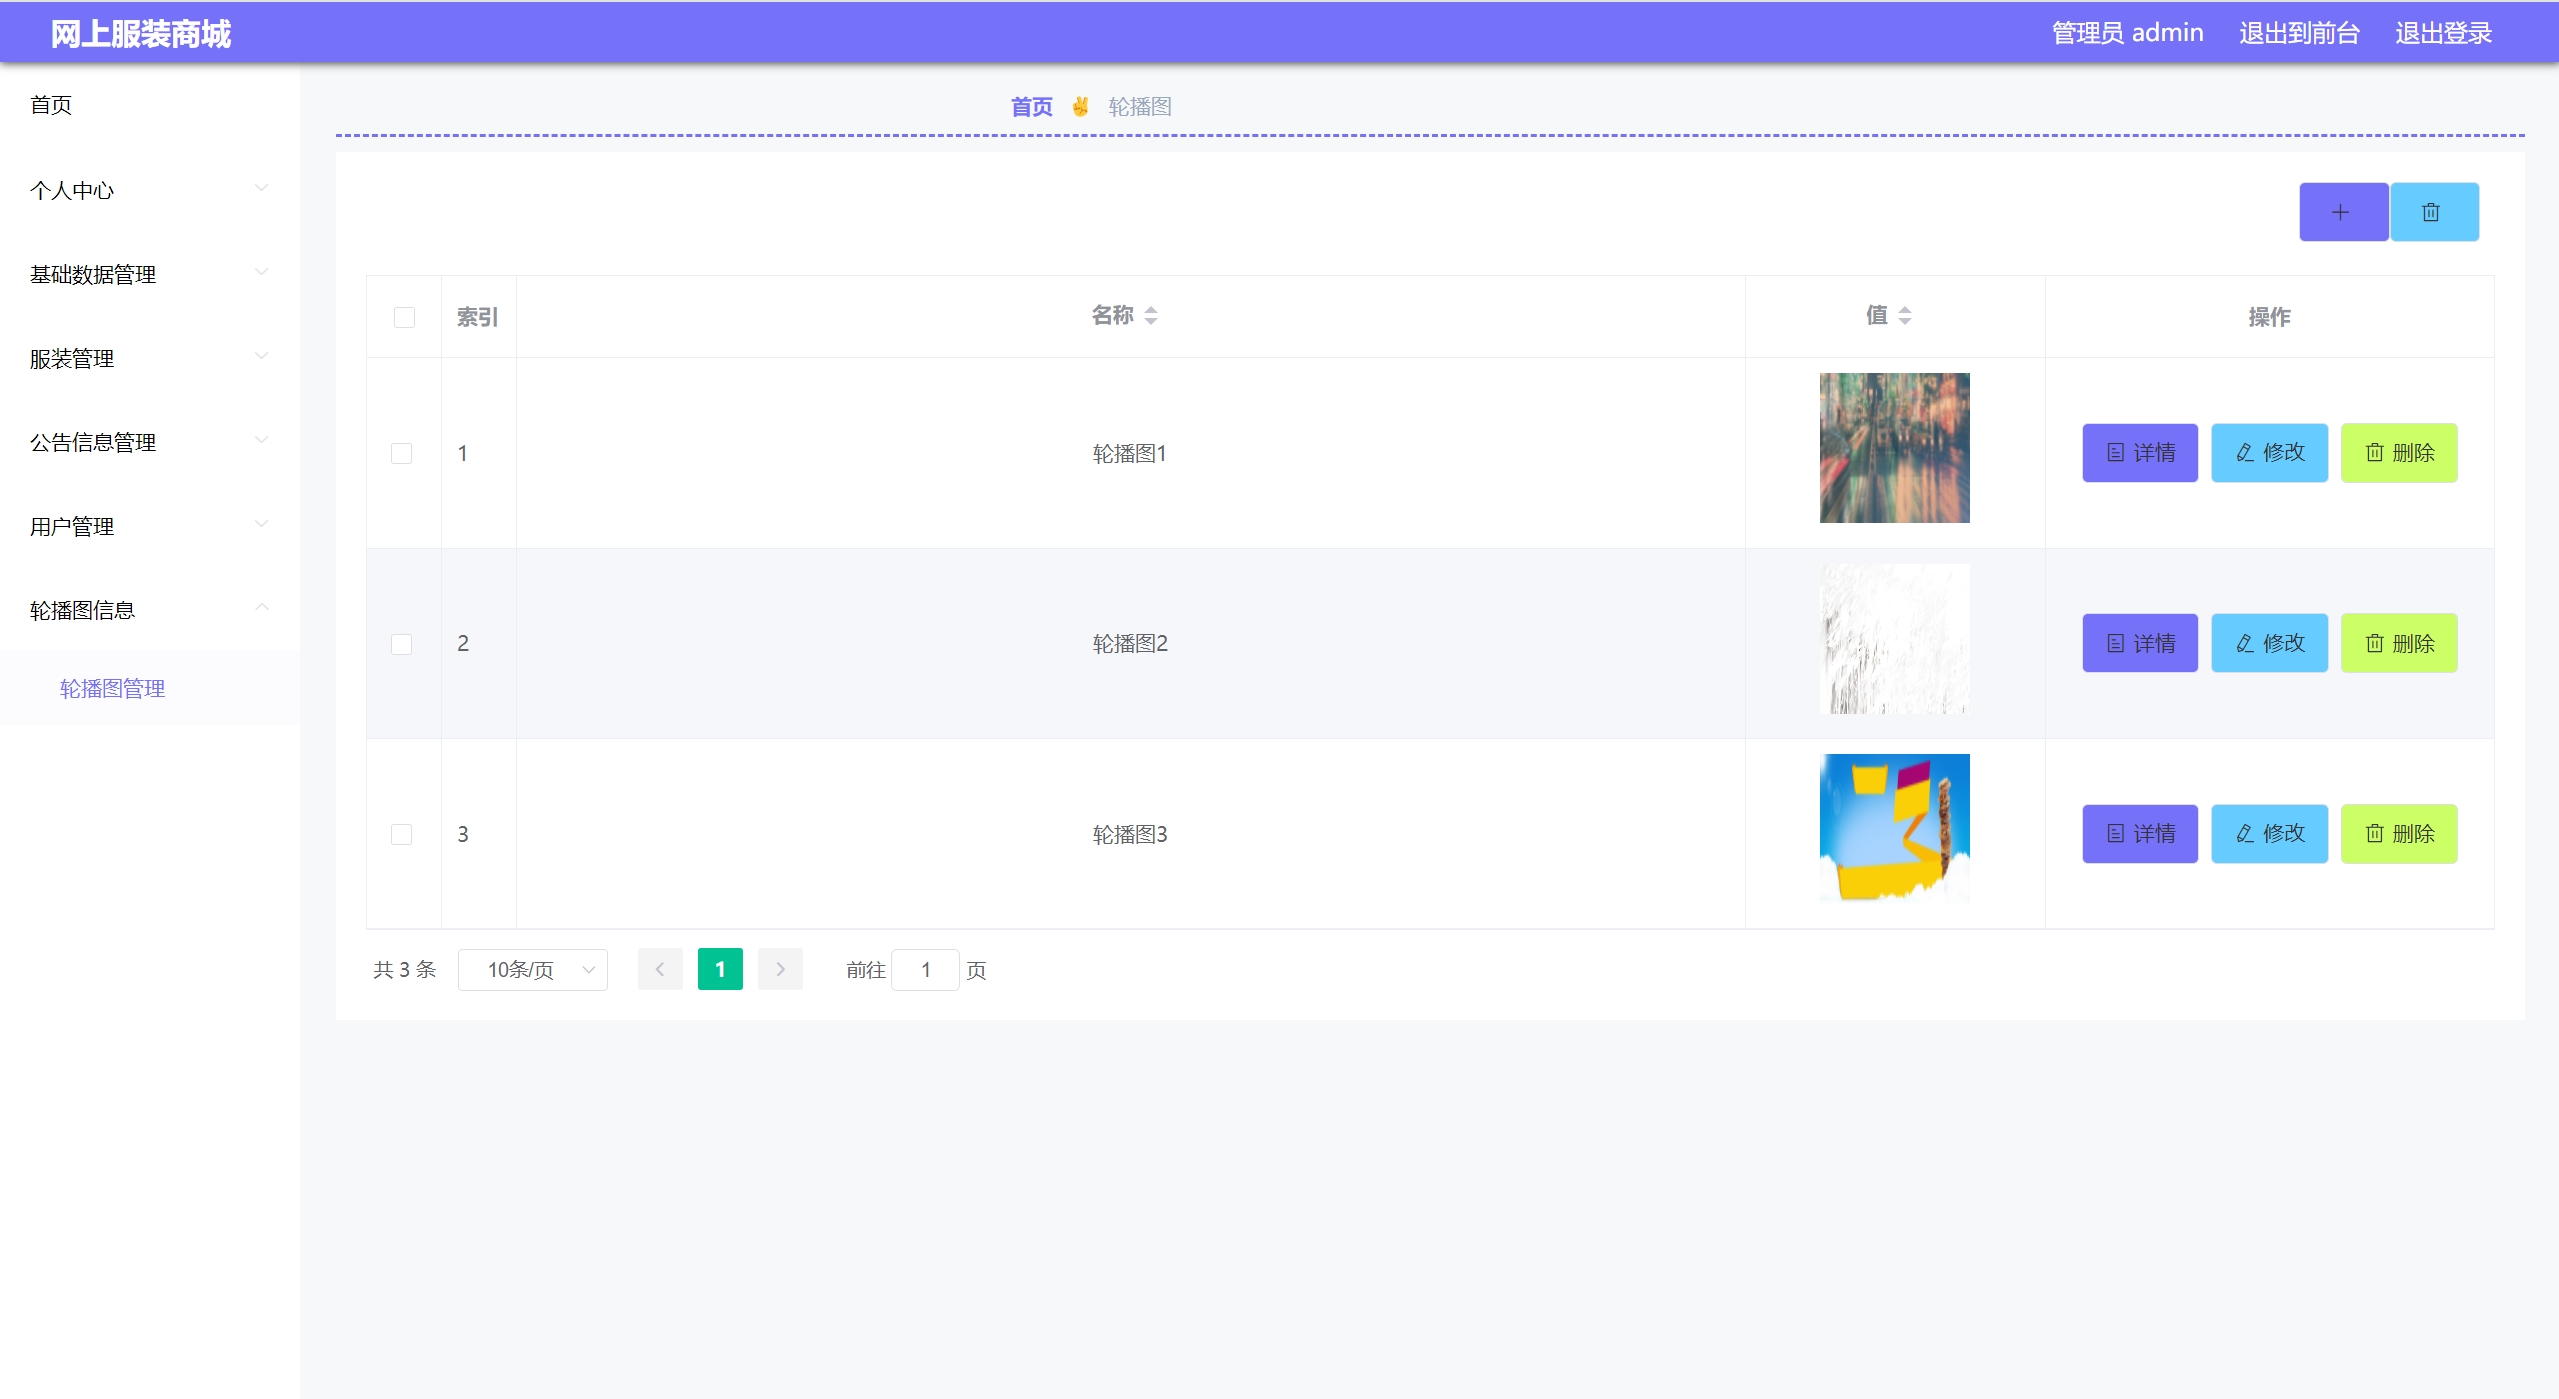 网上服装商城
管理员 admin 退出到前台 退出登录
首页
个人中心
基础数据管理
服装管理
公告信息管理
用户管理
轮播图信息
轮播图管理
首页 ✌ 轮播图
索引 名称 值 操作
1 轮播图1 详情 修改 删除
2 轮播图2 详情 修改 删除
3 轮播图3 详情 修改 删除
共 3 条 10条/页 1 前往 1 页